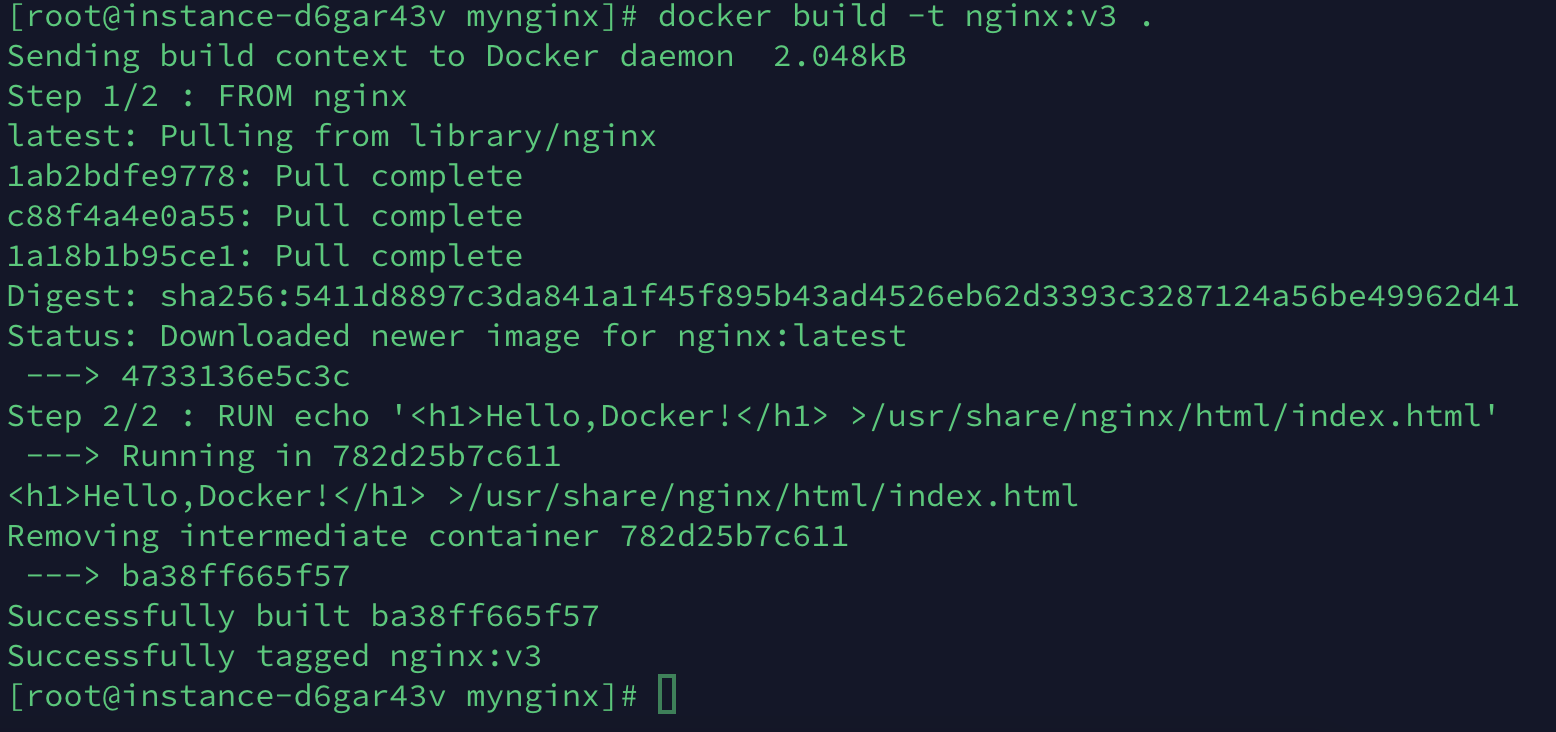 [root@instance-d6gar43v mynginx]# docker build -t nginx:v3 .
Sending build context to Docker daemon  2.048kB
Step 1/2 : FROM nginx
latest: Pulling from library/nginx
1ab2bdfe9778: Pull complete
c88f4a4e0a55: Pull complete
1a18b1b95ce1: Pull complete
Digest: sha256:5411d8897c3da841a1f45f895b43ad4526eb62d3393c3287124a56be49962d41
Status: Downloaded newer image for nginx:latest
 ---> 4733136e5c3c
Step 2/2 : RUN echo '<h1>Hello,Docker!</h1> >/usr/share/nginx/html/index.html'
 ---> Running in 782d25b7c611
<h1>Hello,Docker!</h1> >/usr/share/nginx/html/index.html
Removing intermediate container 782d25b7c611
 ---> ba38ff665f57
Successfully built ba38ff665f57
Successfully tagged nginx:v3
[root@instance-d6gar43v mynginx]#